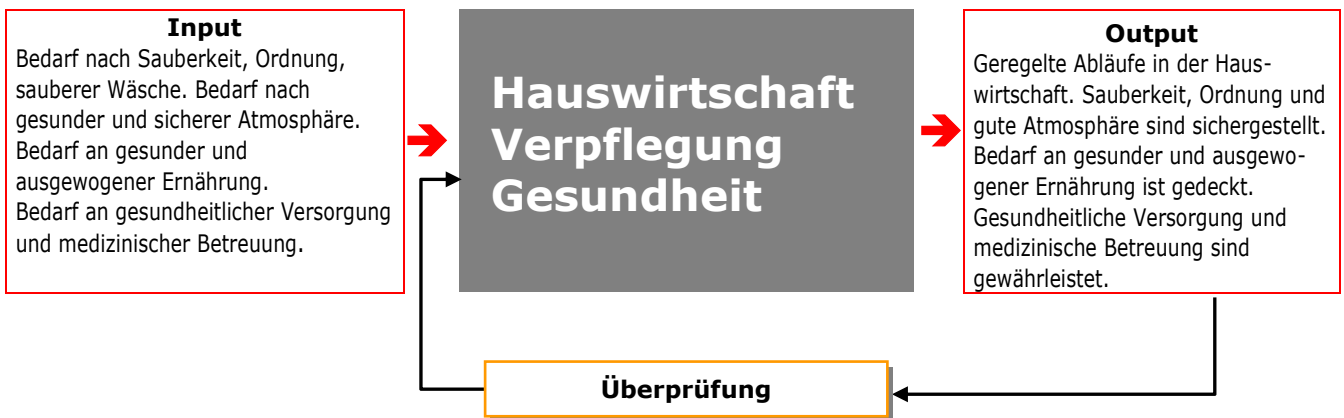 Input
Bedarf nach Sauberkeit, Ordnung,
sauberer Wäsche. Bedarf nach
gesunder und sicherer Atmosphäre.
Bedarf an gesunder und
ausgewogener Ernährung.
Bedarf an gesundheitlicher Versorgung
und medizinischer Betreuung.
Hauswirtschaft
Verpflegung
Gesundheit
Output
Geregelte Abläufe in der Haus-
wirtschaft. Sauberkeit, Ordnung und
gute Atmosphäre sind sichergestellt.
Bedarf an gesunder und ausgewo-
gener Ernährung ist gedeckt.
Gesundheitliche Versorgung und
medizinische Betreuung sind
gewährleistet.
Überprüfung